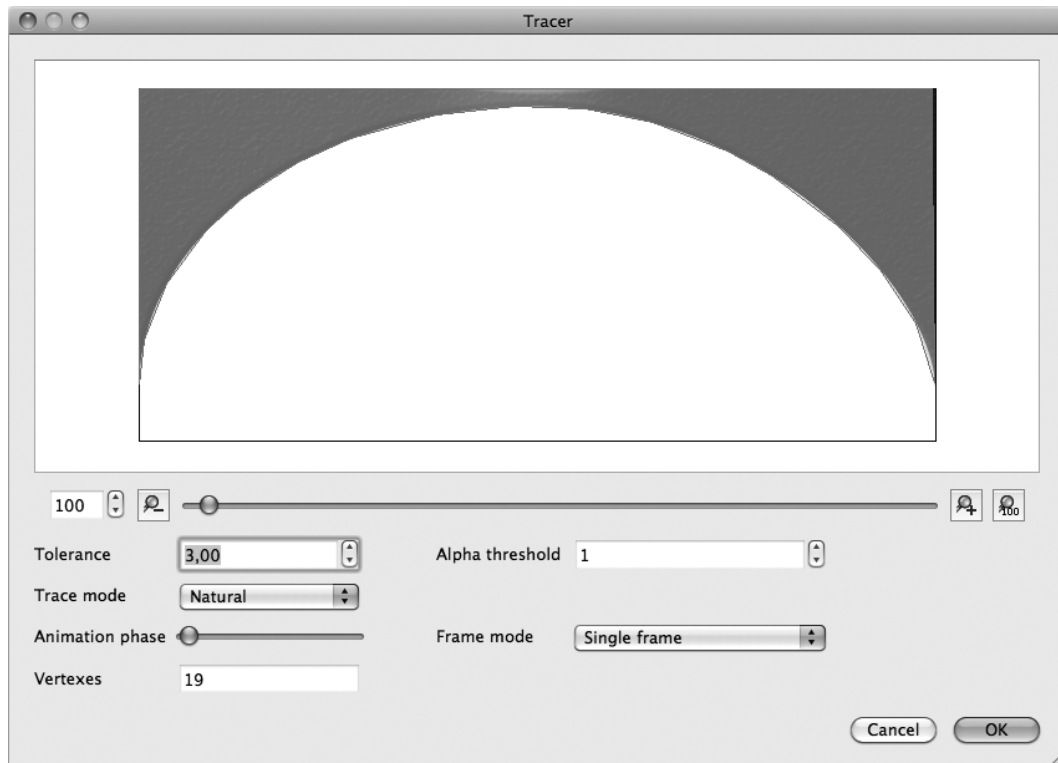 Tracer
100
100
Tolerance 3,00 Alpha threshold 1
Trace mode Natural
Animation phase Frame mode Single frame
Vertexes 19
Cancel OK